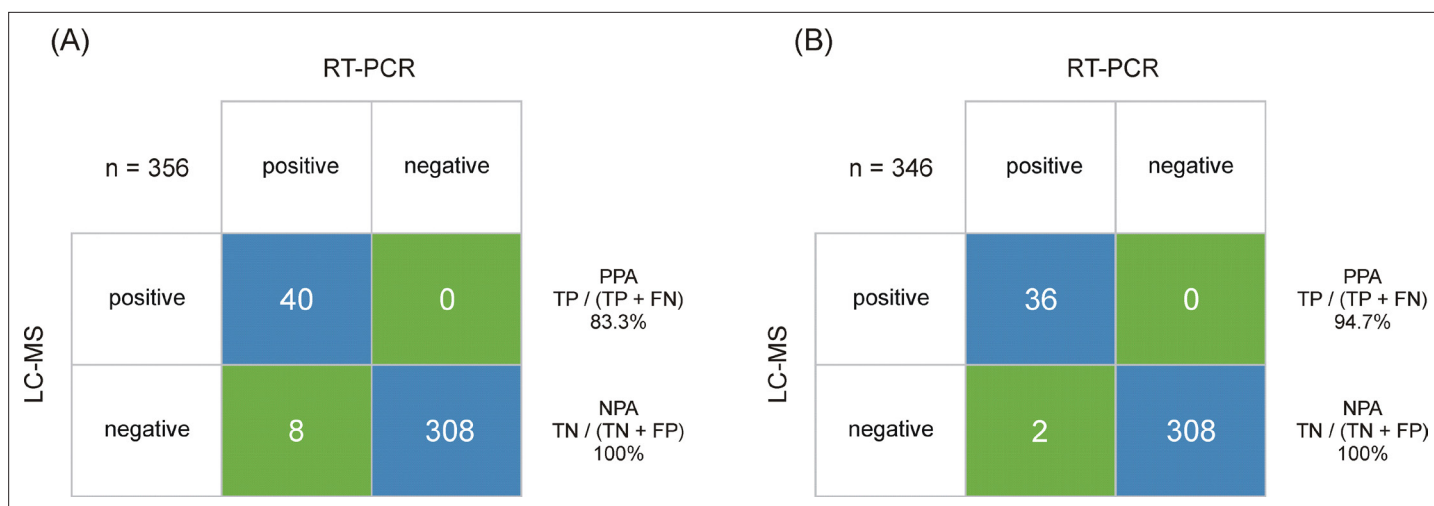 (A)
RT-PCR
n = 356
positive
negative
LC-MS
positive
40
0
PPA
TP / (TP + FN)
83.3%
negative
8
308
NPA
TN / (TN + FP)
100%
(B)
RT-PCR
n = 346
positive
negative
LC-MS
positive
36
0
PPA
TP / (TP + FN)
94.7%
negative
2
308
NPA
TN / (TN + FP)
100%